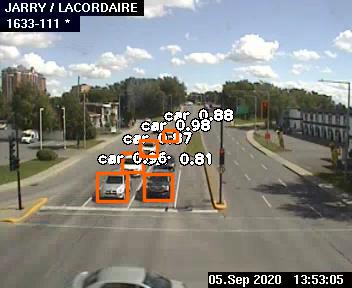 JARRY / LACORDAIRE
1633-111 *
car 0.88
car 0.98
car 0.97
car 0.96
0.81
05.Sep 2020 13:53:05